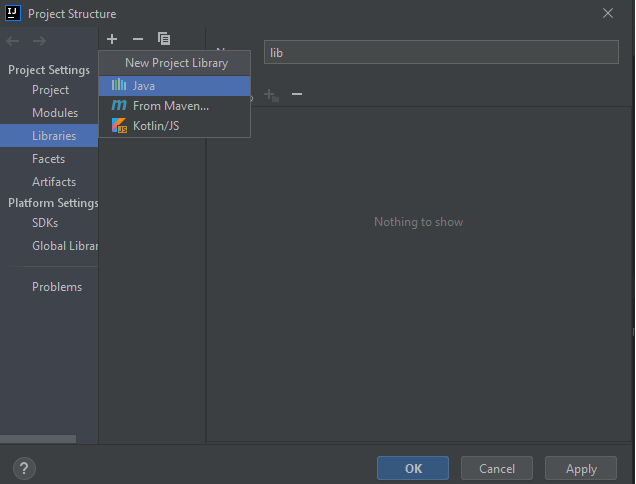 IJ
Project Structure
New Project Library
lib
Project Settings
Project
Modules
Libraries
Facets
Artifacts
Platform Settings
SDKs
Global Librar
Problems
Java
m From Maven...
JS Kotlin/JS
Nothing to show
?
OK
Cancel
Apply